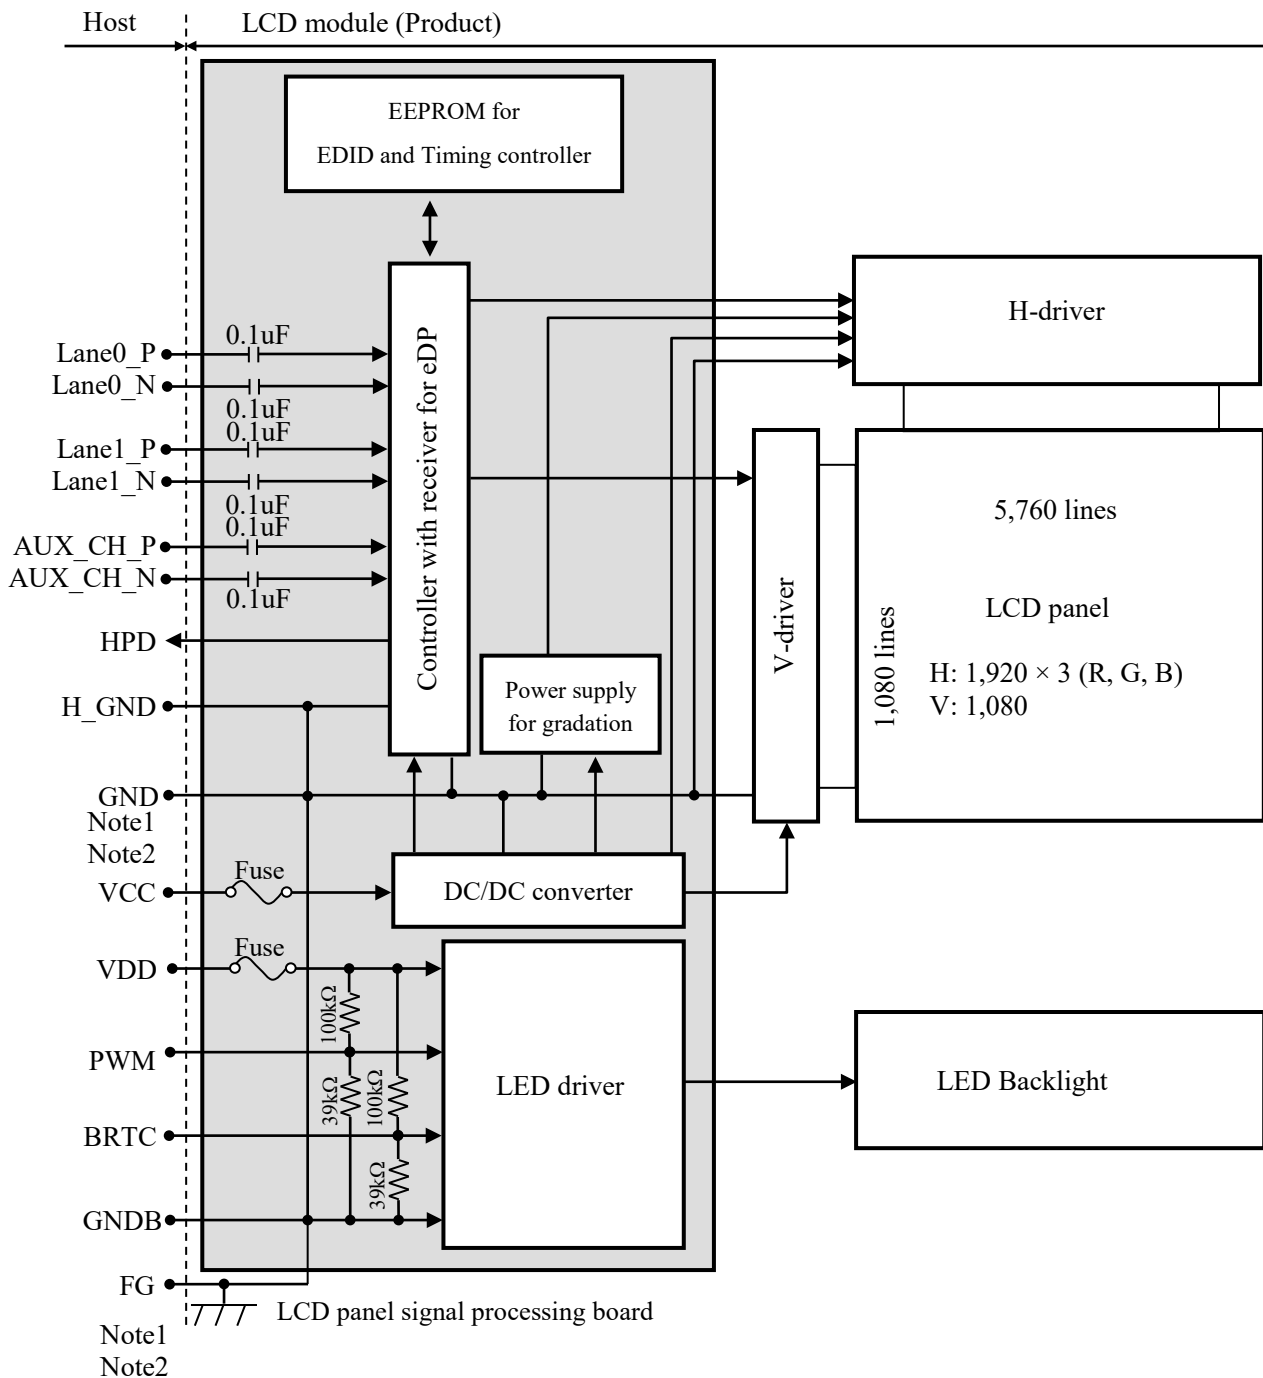 Host
LCD module (Product)
EEPROM for
EDID and Timing controller
H-driver
Controller with receiver for eDP
0.1uF
Lane0_P
Lane0_N
0.1uF
0.1uF
Lane1_P
Lane1_N
0.1uF
0.1uF
AUX_CH_P
AUX_CH_N
0.1uF
HPD
H_GND
Power supply
for gradation
V-driver
5,760 lines
1,080 lines
LCD panel
H: 1,920 × 3 (R, G, B)
V: 1,080
GND
Note1
Note2
VCC
Fuse
DC/DC converter
VDD
Fuse
100kΩ
PWM
39kΩ
100kΩ
LED driver
LED Backlight
BRTC
39kΩ
GNDB
FG
LCD panel signal processing board
Note1
Note2